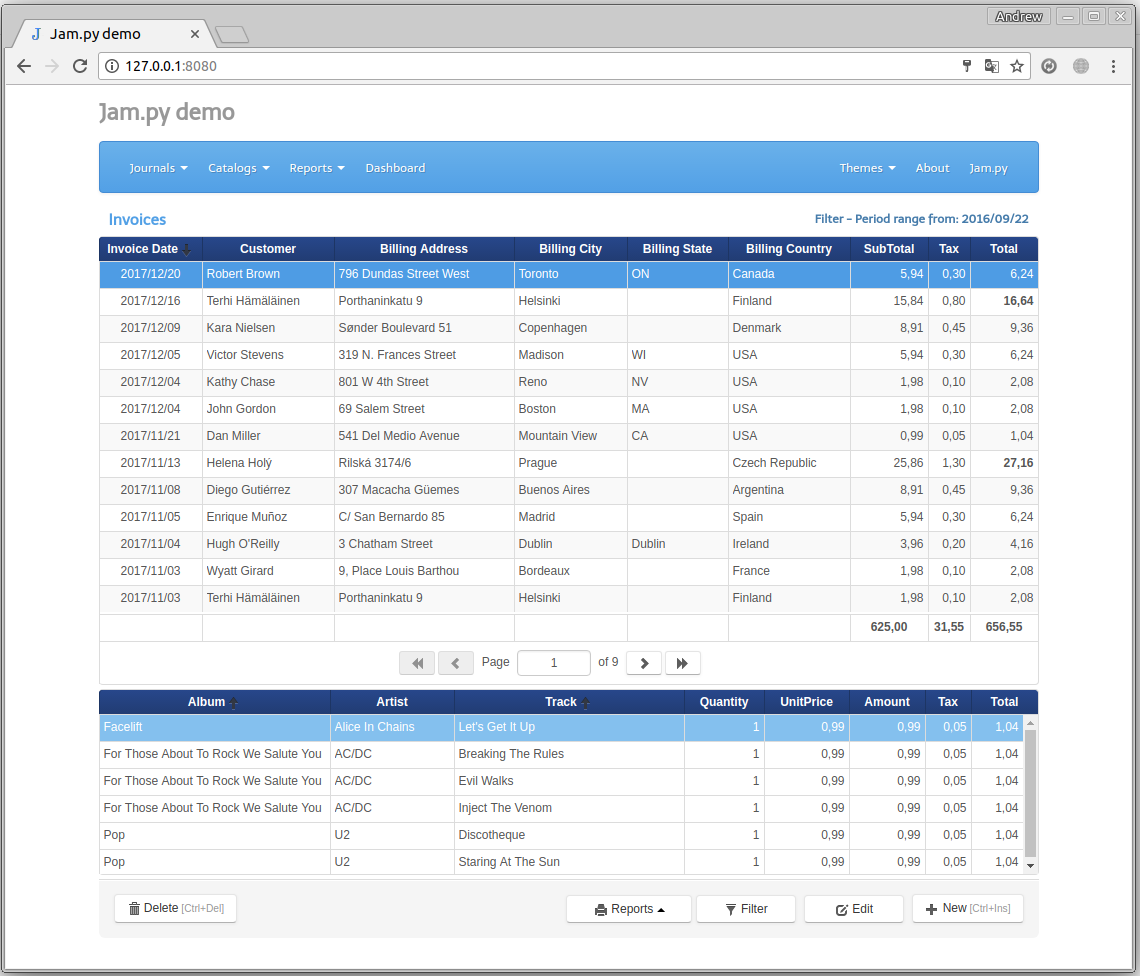 Andrew
J Jam.py demo
127.0.0.1:8080
Jam.py demo
Journals Catalogs Reports Dashboard Themes About Jam.py
Invoices Filter - Period range from: 2016/09/22
Invoice Date Customer Billing Address Billing City Billing State Billing Country SubTotal Tax Total
2017/12/20 Robert Brown 796 Dundas Street West Toronto ON Canada 5,94 0,30 6,24
2017/12/16 Terhi Hämäläinen Porthaninkatu 9 Helsinki Finland 15,84 0,80 16,64
2017/12/09 Kara Nielsen Sønder Boulevard 51 Copenhagen Denmark 8,91 0,45 9,36
2017/12/05 Victor Stevens 319 N. Frances Street Madison WI USA 5,94 0,30 6,24
2017/12/04 Kathy Chase 801 W 4th Street Reno NV USA 1,98 0,10 2,08
2017/12/04 John Gordon 69 Salem Street Boston MA USA 1,98 0,10 2,08
2017/11/21 Dan Miller 541 Del Medio Avenue Mountain View CA USA 0,99 0,05 1,04
2017/11/13 Helena Holý Rilská 3174/6 Prague Czech Republic 25,86 1,30 27,16
2017/11/08 Diego Gutiérrez 307 Macacha Güemes Buenos Aires Argentina 8,91 0,45 9,36
2017/11/05 Enrique Muñoz C/ San Bernardo 85 Madrid Spain 5,94 0,30 6,24
2017/11/04 Hugh O'Reilly 3 Chatham Street Dublin Dublin Ireland 3,96 0,20 4,16
2017/11/03 Wyatt Girard 9, Place Louis Barthou Bordeaux France 1,98 0,10 2,08
2017/11/03 Terhi Hämäläinen Porthaninkatu 9 Helsinki Finland 1,98 0,10 2,08
625,00 31,55 656,55
Page 1 of 9
Album Artist Track Quantity UnitPrice Amount Tax Total
Facelift Alice In Chains Let's Get It Up 1 0,99 0,99 0,05 1,04
For Those About To Rock We Salute You AC/DC Breaking The Rules 1 0,99 0,99 0,05 1,04
For Those About To Rock We Salute You AC/DC Evil Walks 1 0,99 0,99 0,05 1,04
For Those About To Rock We Salute You AC/DC Inject The Venom 1 0,99 0,99 0,05 1,04
Pop U2 Discotheque 1 0,99 0,99 0,05 1,04
Pop U2 Staring At The Sun 1 0,99 0,99 0,05 1,04
Delete [Ctrl+Del] Reports Filter Edit New [Ctrl+Ins]